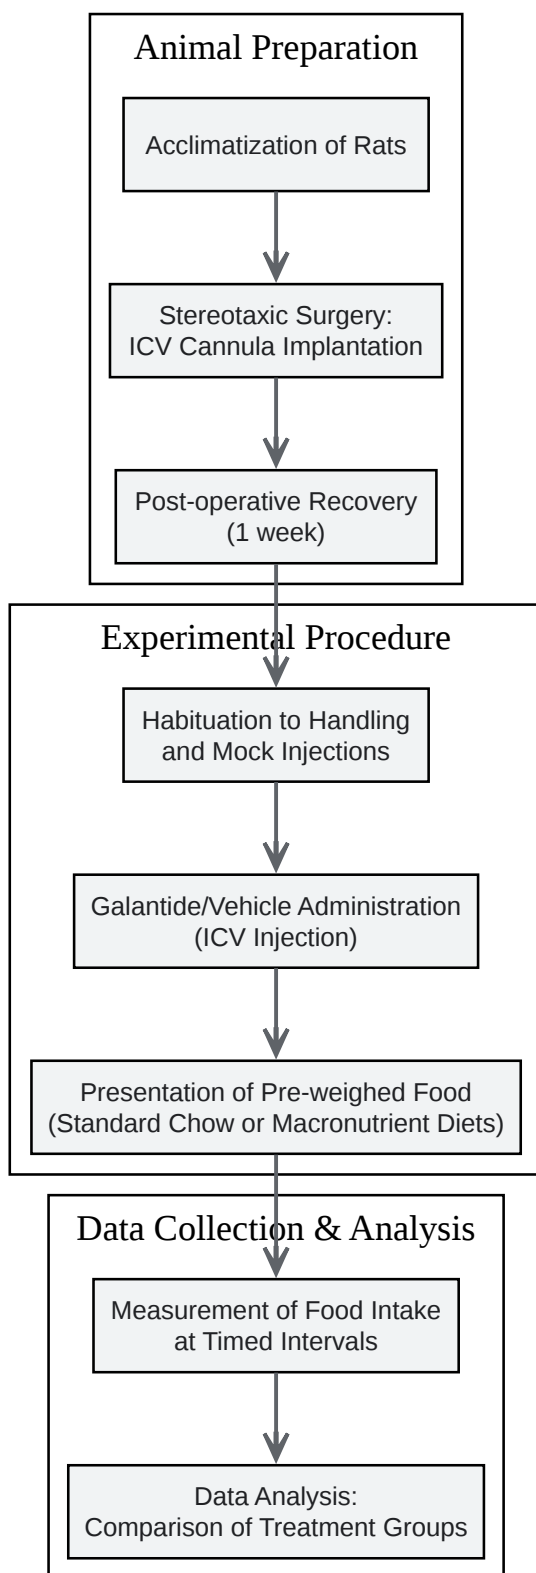 Animal Preparation
Acclimatization of Rats
Stereotaxic Surgery:
ICV Cannula Implantation
Post-operative Recovery
(1 week)
Experimental Procedure
Habituation to Handling
and Mock Injections
Galantide/Vehicle Administration
(ICV Injection)
Presentation of Pre-weighed Food
(Standard Chow or Macronutrient Diets)
Data Collection & Analysis
Measurement of Food Intake
at Timed Intervals
Data Analysis:
Comparison of Treatment Groups